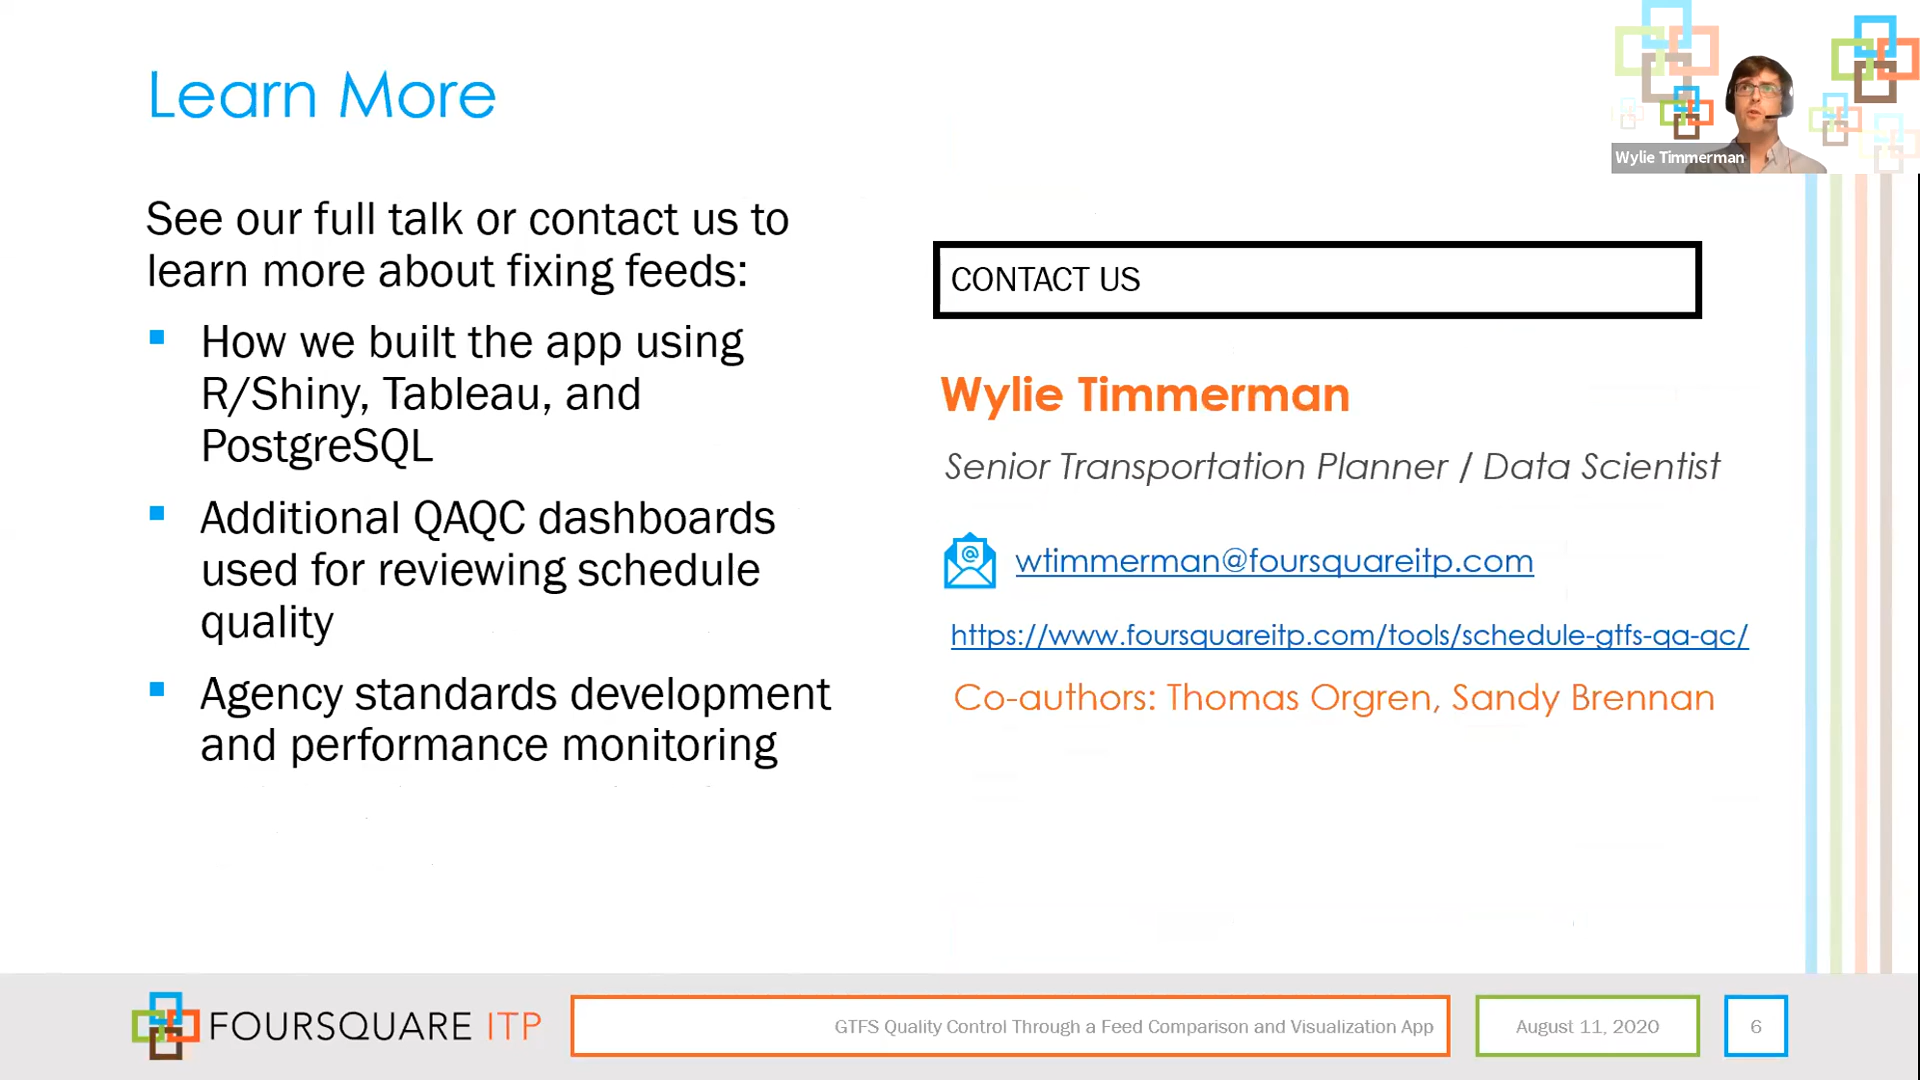 Learn More
Wylie Timmerman
See our full talk or contact us to
learn more about fixing feeds:
How we built the app using
R/Shiny, Tableau, and
PostgreSQL
Additional QAQC dashboards
used for reviewing schedule
quality
Agency standards development
and performance monitoring
CONTACT US
Wylie Timmerman
Senior Transportation Planner / Data Scientist
@
wtimmerman@foursquareitp.com
https://www.foursquareitp.com/tools/schedule-gtfs-qa-qc/
Co-authors: Thomas Orgren, Sandy Brennan
FOURSQUARE ITP
GTFS Quality Control Through a Feed Comparison and Visualization App
August 11, 2020
6